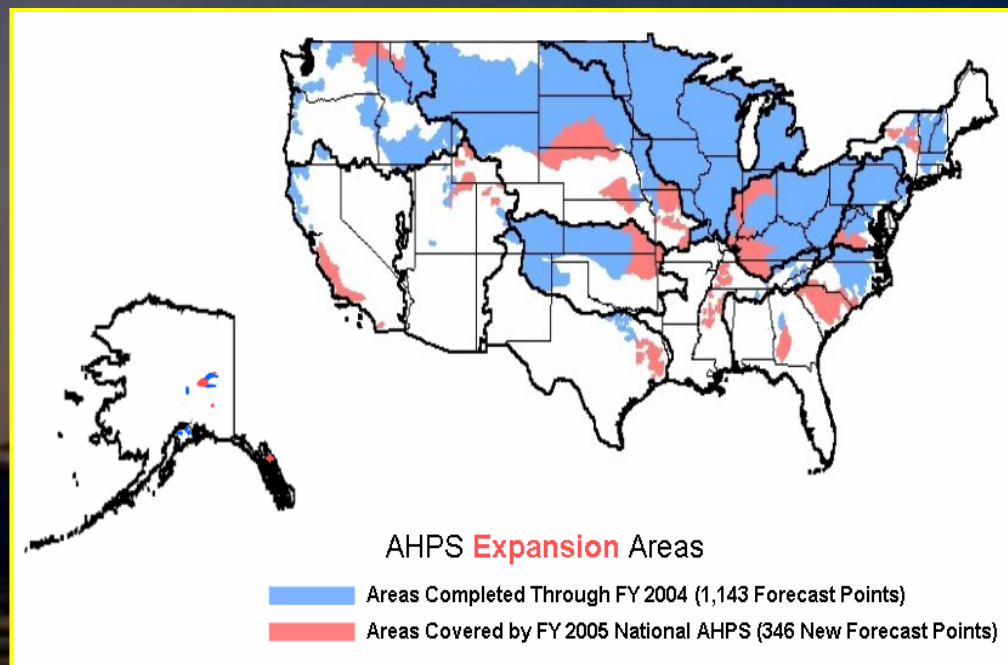 AHPS Expansion Areas
Areas Completed Through FY 2004 (1,143 Forecast Points)
Areas Covered by FY 2005 National AHPS (346 New Forecast Points)